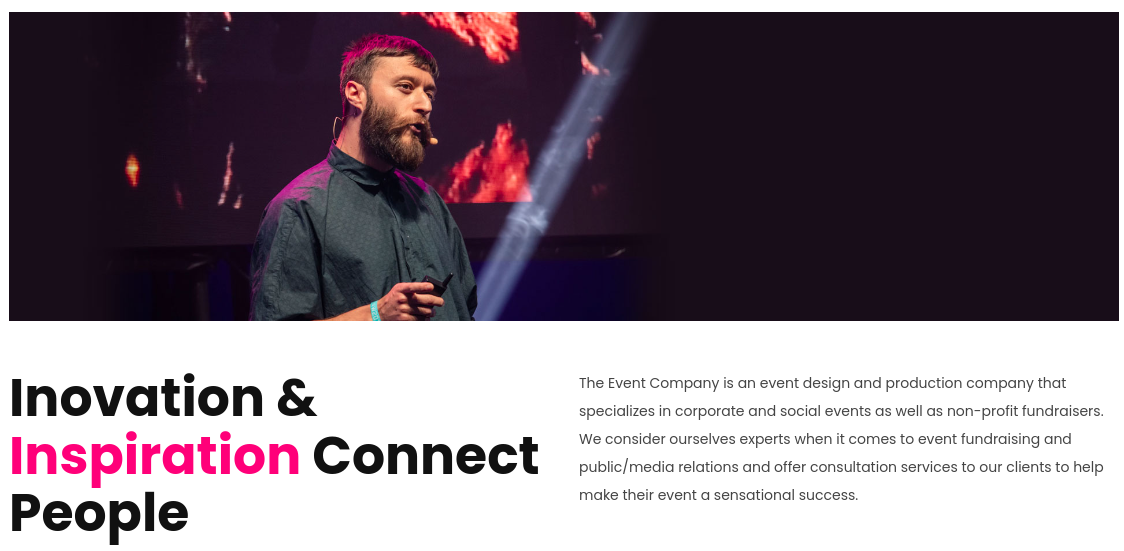 Inovation &
Inspiration Connect
People
The Event Company is an event design and production company that
specializes in corporate and social events as well as non-profit fundraisers.
We consider ourselves experts when it comes to event fundraising and
public/media relations and offer consultation services to our clients to help
make their event a sensational success.